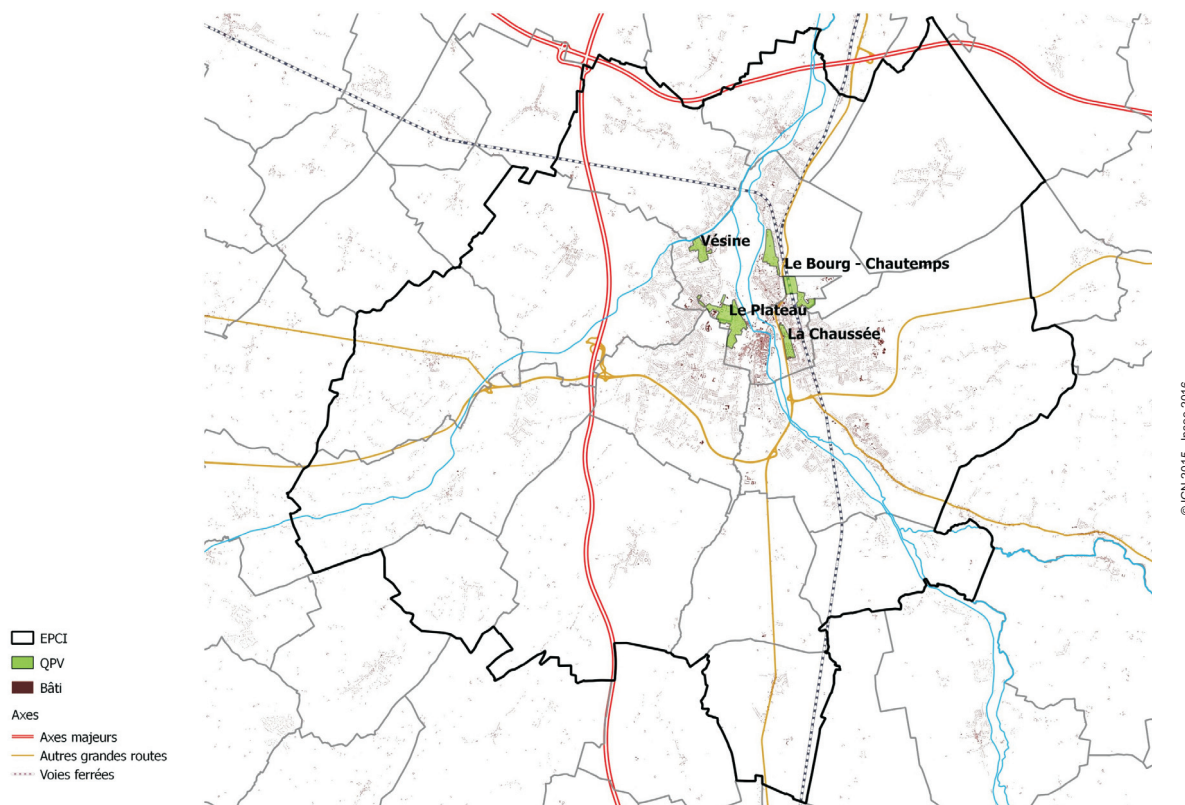 Vésine
Le Bourg - Chautemps
Le Plateau
La Chaussée
EPCI
QPV
Bâti
Axes
Axes majeurs
Autres grandes routes
Voies ferrées
© IGN 2015 - Insee 2016